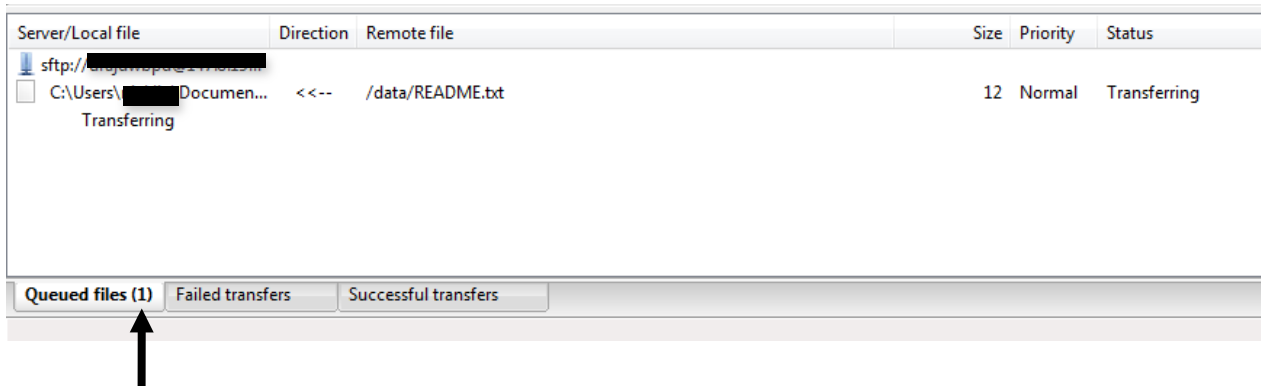 Server/Local file Direction Remote file Size Priority Status
sftp://
C:\Users\ Documen... <<-- /data/README.txt 12 Normal Transferring
Transferring
Queued files (1) Failed transfers Successful transfers